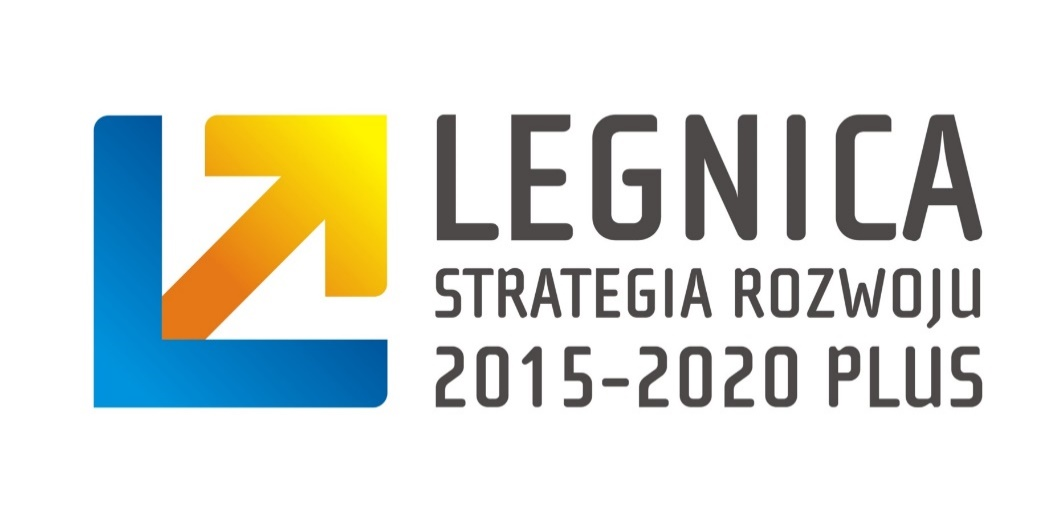 LEGNICA
STRATEGIA ROZWOJU
2015-2020 PLUS